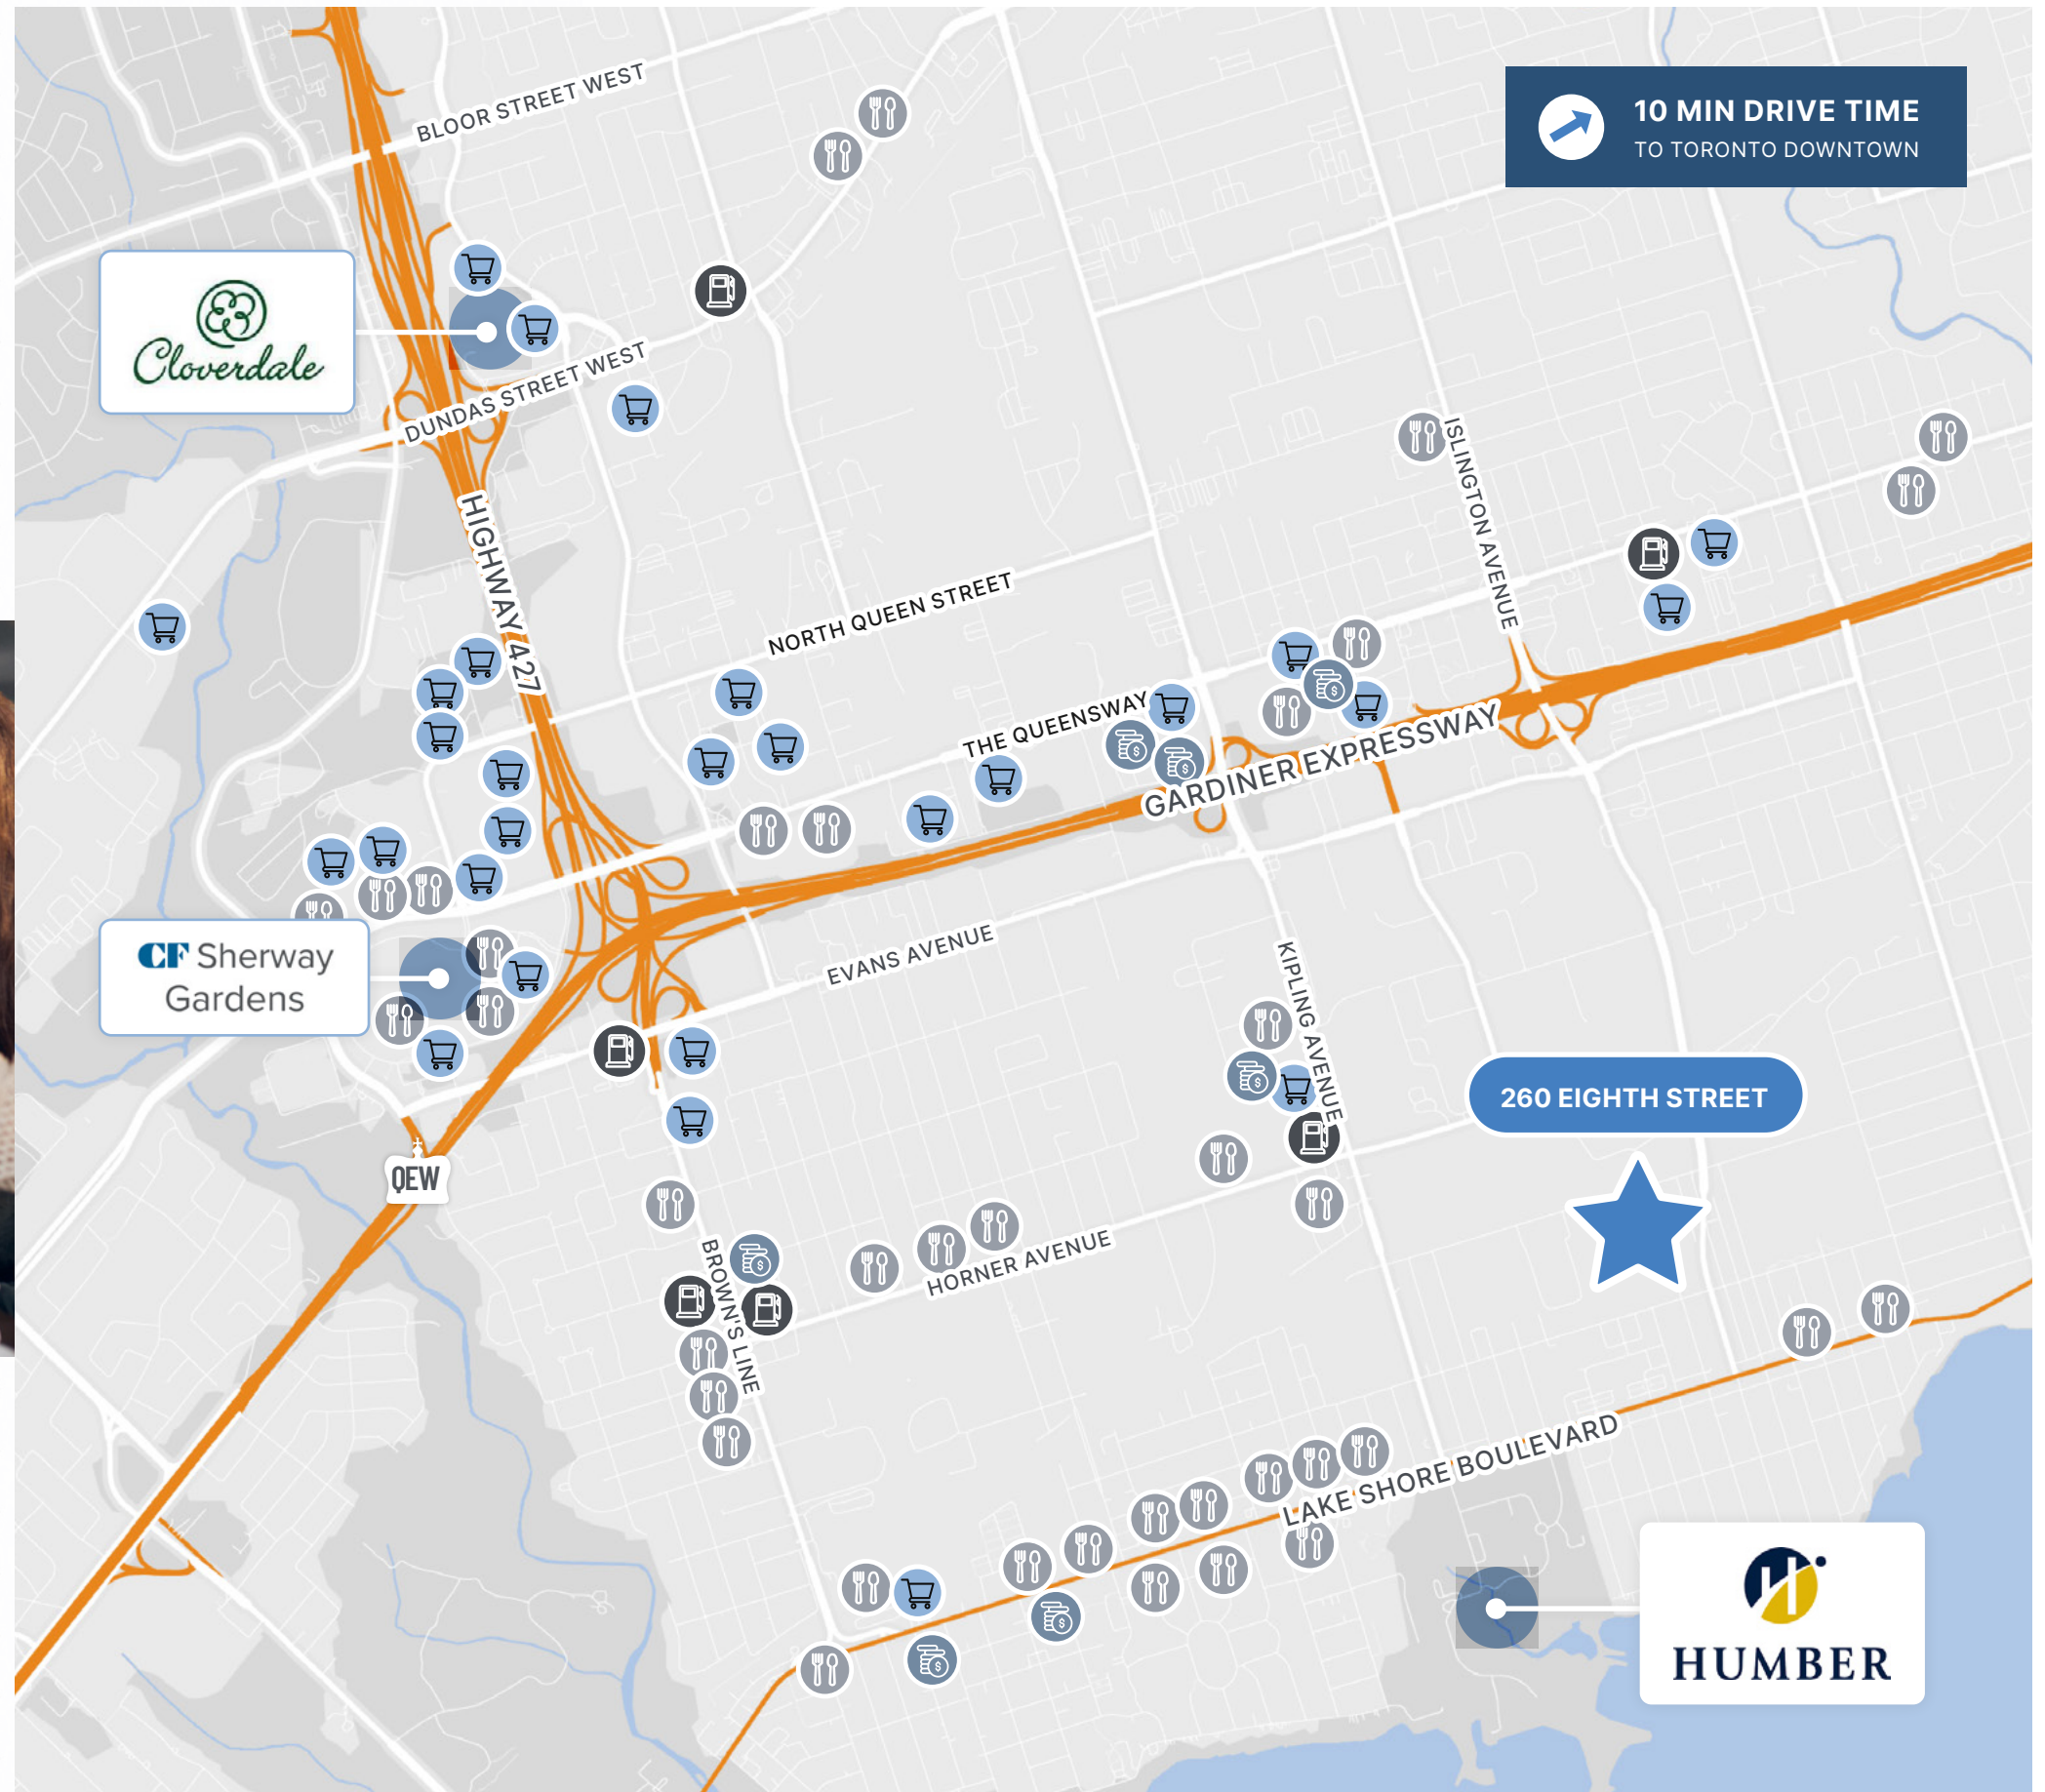 BLOOR STREET WEST
10 MIN DRIVE TIME
TO TORONTO DOWNTOWN
Cloverdale
DUNDAS STREET WEST
HIGHWAY 427
ISLINGTON AVENUE
NORTH QUEEN STREET
THE QUEENSWAY
GARDINER EXPRESSWAY
EVANS AVENUE
CF Sherway
Gardens
KIPLING AVENUE
260 EIGHTH STREET
QEW
BROWN'S LINE
HORNER AVENUE
LAKE SHORE BOULEVARD
HUMBER